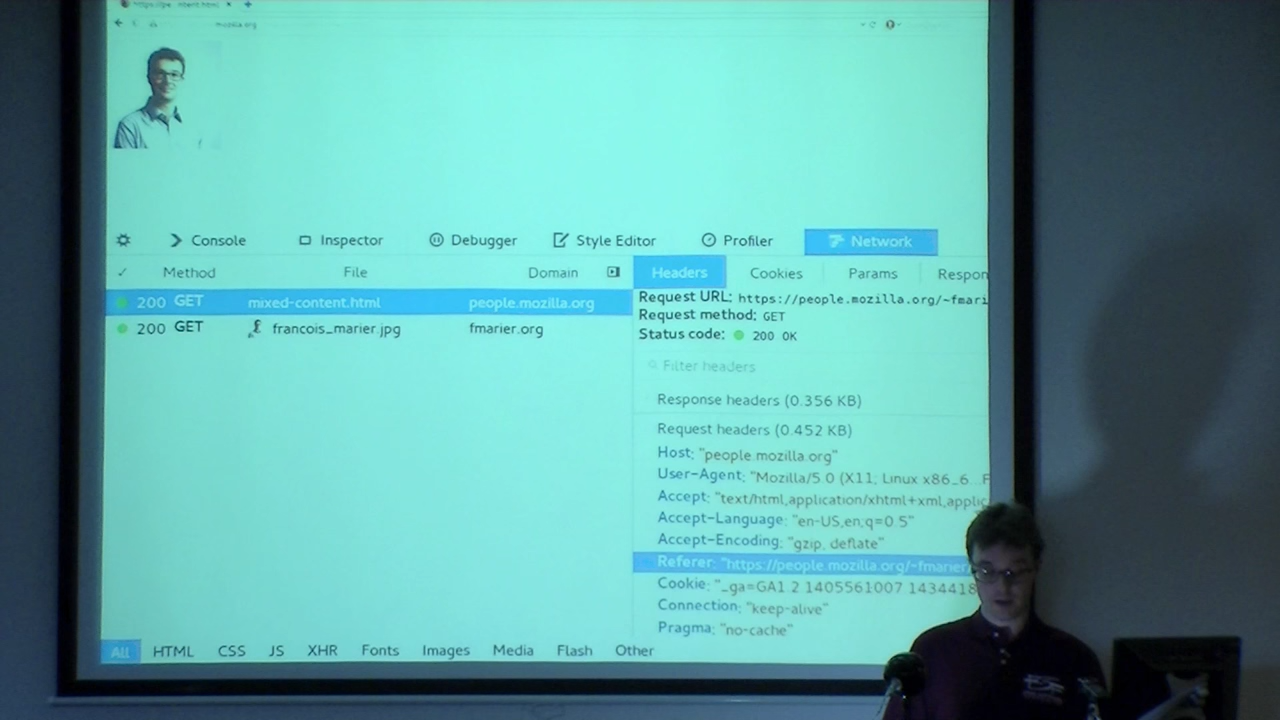 mozilla.org
Console Inspector Debugger Style Editor Profiler Network
✓ Method File Domain Headers Cookies Params Respon
200 GET mixed-content.html people.mozilla.org
200 GET francois_marier.jpg fmarier.org
Request URL: https://people.mozilla.org/~fmari
Request method: GET
Status code: 200 OK
Filter headers
Response headers (0.356 KB)
Request headers (0.452 KB)
Host: "people.mozilla.org"
User-Agent: "Mozilla/5.0 (X11; Linux x86_6...F
Accept: "text/html,application/xhtml+xml,applic
Accept-Language: "en-US,en;q=0.5"
Accept-Encoding: "gzip, deflate"
Referer: "https://people.mozilla.org/~fmarier/
Cookie: "_ga=GA1.2.1405561007.1434418
Connection: "keep-alive"
Pragma: "no-cache"
All HTML CSS JS XHR Fonts Images Media Flash Other